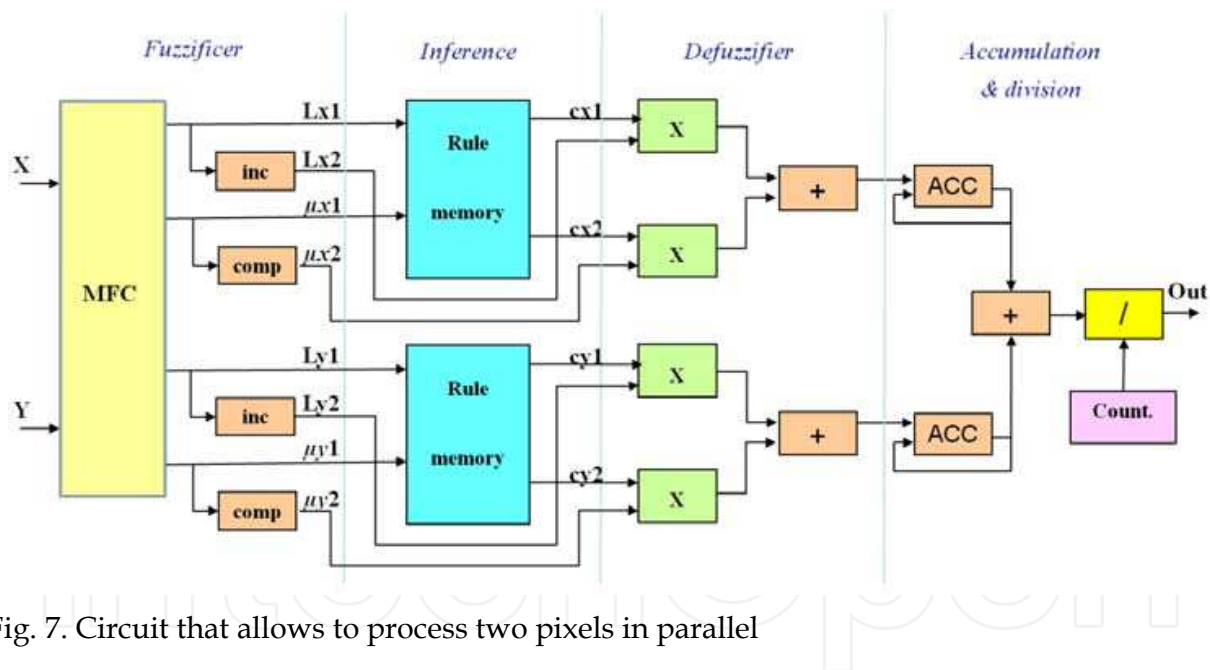 Fuzzificer
Inference
Defuzzifier
Accumulation
& division
X
Y
MFC
inc
comp
inc
comp
Lx1
Lx2
μx1
μx2
Ly1
Ly2
μy1
μy2
Rule
memory
Rule
memory
cx1
cx2
cy1
cy2
X
X
X
X
+
+
ACC
ACC
+
/
Out
Count.
Fig. 7. Circuit that allows to process two pixels in parallel